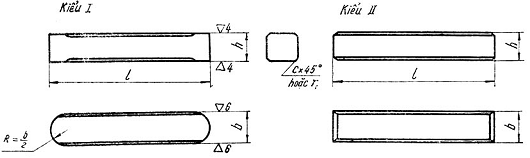 Kiểu I
Kiểu II
▽4
h
△4
l
C×45°
hoặc r₁
h
l
▽6
b
△6
R = b/2
b